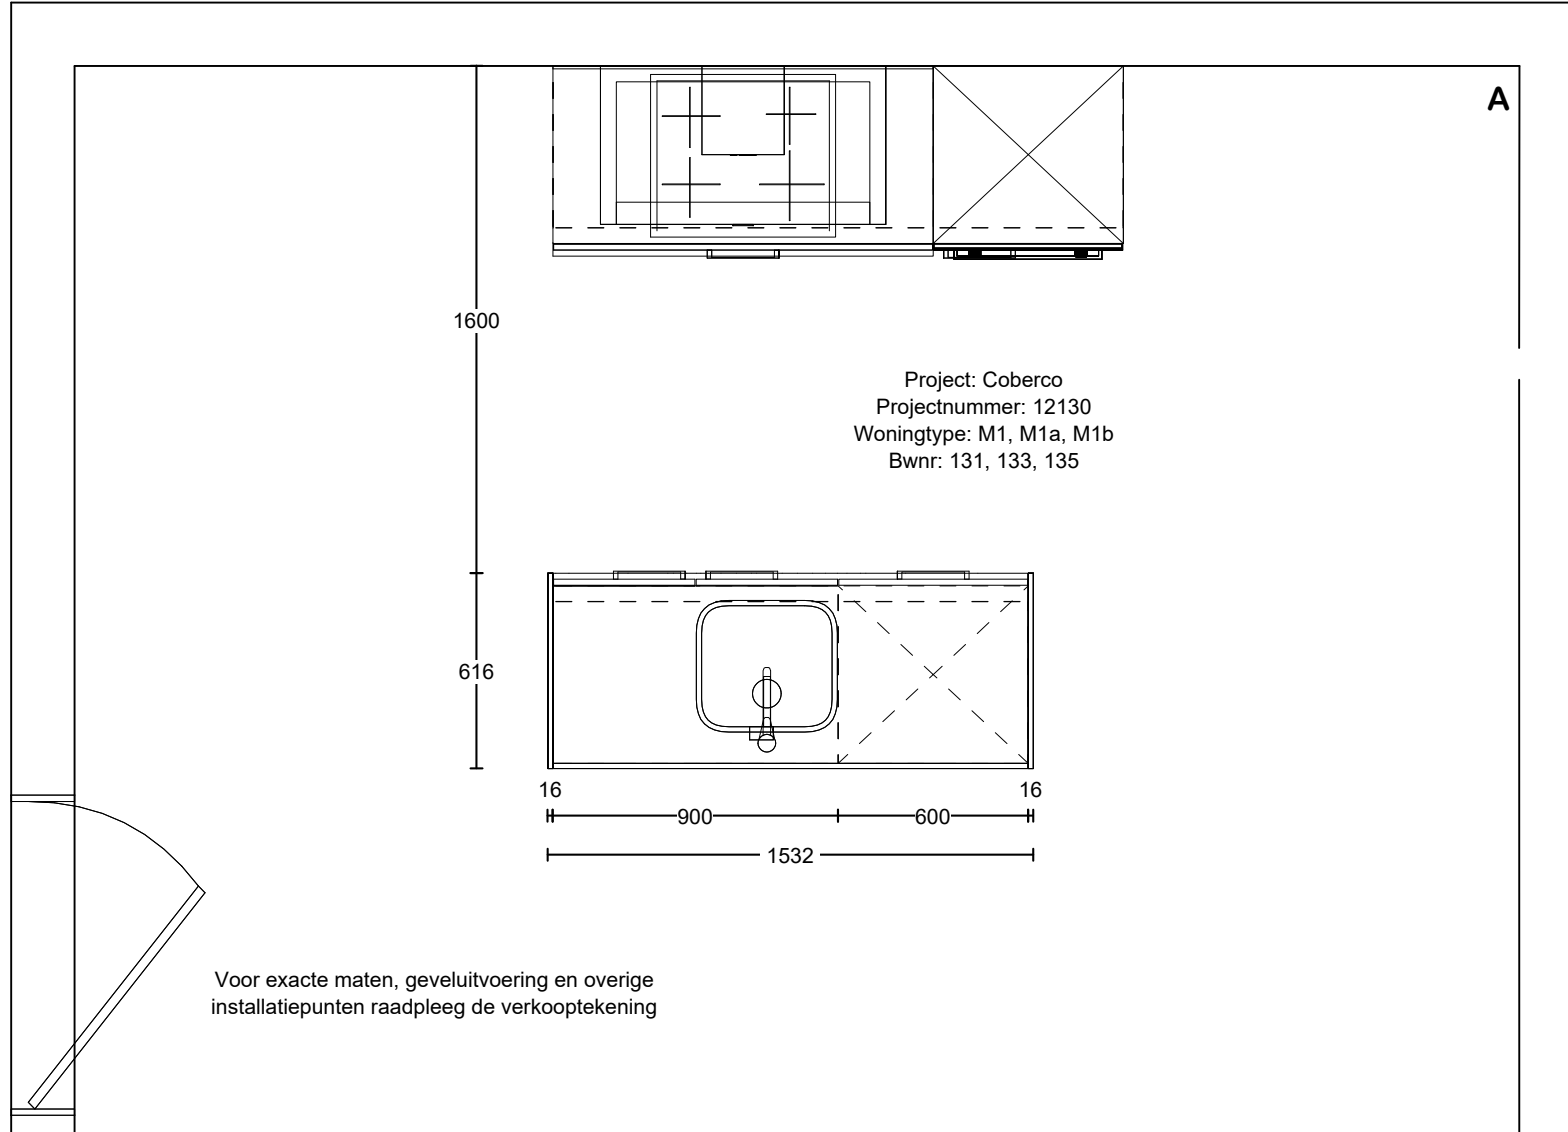 A
1600
Project: Coberco
Projectnummer: 12130
Woningtype: M1, M1a, M1b
Bwnr: 131, 133, 135
616
16
16
900
600
1532
Voor exacte maten, geveluitvoering en overige
installatiepunten raadpleeg de verkooptekening